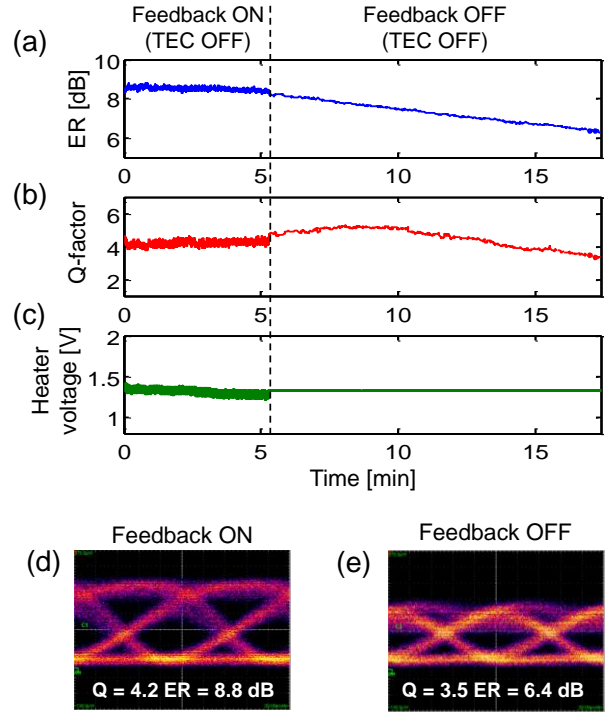 Feedback ON
(TEC OFF)
Feedback OFF
(TEC OFF)
(a)
ER [dB]
10
8
6
0 5 10 15
(b)
Q-factor
6
4
2
0 5 10 15
(c)
Heater
voltage [V]
2
1.5
1
0 5 10 15
Time [min]
Feedback ON
(d)
Q = 4.2 ER = 8.8 dB
Feedback OFF
(e)
Q = 3.5 ER = 6.4 dB